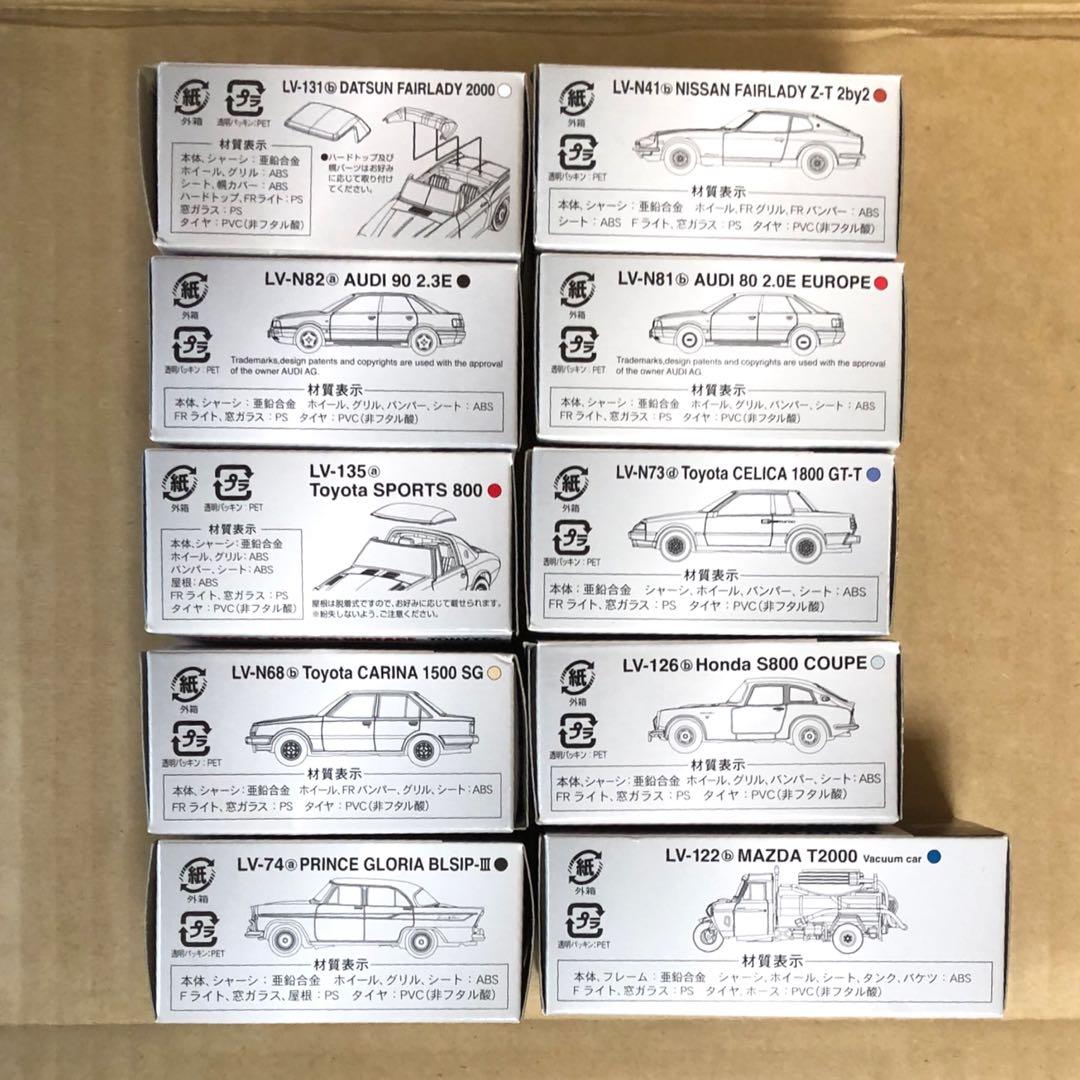 紙
外箱
プラ
透明パッキン:PET
LV-131ⓑ DATSUN FAIRLADY 2000
材質表示
本体、シャーシ:亜鉛合金
ホイール、グリル:ABS
シート、幌カバー:ABS
ハードトップ、FRライト:PS
窓ガラス:PS
タイヤ:PVC(非フタル酸)
●ハードトップ及び
幌パーツはお好み
に応じて取り付け
てください。
紙
外箱
プラ
透明パッキン:PET
LV-N41ⓑ NISSAN FAIRLADY Z-T 2by2
材質表示
本体、シャーシ:亜鉛合金 ホイール、FRグリル、FRバンパー:ABS
シート:ABS Fライト、窓ガラス:PS タイヤ:PVC(非フタル酸)
紙
外箱
プラ
透明パッキン:PET
LV-N82ⓐ AUDI 90 2.3E
Trademarks,design patents and copyrights are used with the approval
of the owner AUDI AG.
材質表示
本体、シャーシ:亜鉛合金 ホイール、グリル、バンパー、シート:ABS
FRライト、窓ガラス:PS タイヤ:PVC(非フタル酸)
紙
外箱
プラ
透明パッキン:PET
LV-N81ⓑ AUDI 80 2.0E EUROPE
Trademarks,design patents and copyrights are used with the approval
of the owner AUDI AG.
材質表示
本体、シャーシ:亜鉛合金 ホイール、グリル、バンパー、シート:ABS
FRライト、窓ガラス:PS タイヤ:PVC(非フタル酸)
紙
外箱
プラ
透明パッキン:PET
LV-135ⓐ
Toyota SPORTS 800
材質表示
本体、シャーシ:亜鉛合金
ホイール、グリル:ABS
バンパー、シート:ABS
屋根:ABS
FRライト、窓ガラス:PS
タイヤ:PVC(非フタル酸)
屋根は脱着式ですので、お好みに応じて載せられます。
※紛失しないよう、ご注意ください。
紙
外箱
プラ
透明パッキン:PET
LV-N73ⓓ Toyota CELICA 1800 GT-T
turbo
材質表示
本体:亜鉛合金 シャーシ、ホイール、バンパー、シート:ABS
FRライト、窓ガラス:PS タイヤ:PVC(非フタル酸)
紙
外箱
プラ
透明パッキン:PET
LV-N68ⓑ Toyota CARINA 1500 SG
材質表示
本体、シャーシ:亜鉛合金 ホイール、FRバンパー、グリル、シート:ABS
FRライト、窓ガラス:PS タイヤ:PVC(非フタル酸)
紙
外箱
プラ
透明パッキン:PET
LV-126ⓑ Honda S800 COUPE
材質表示
本体、シャーシ:亜鉛合金 ホイール、グリル、バンパー、シート:ABS
FRライト、窓ガラス:PS タイヤ:PVC(非フタル酸)
紙
外箱
プラ
透明パッキン:PET
LV-74ⓐ PRINCE GLORIA BLSIP-Ⅲ
材質表示
本体、シャーシ:亜鉛合金 ホイール、グリル、シート:ABS
Fライト、窓ガラス、屋根:PS タイヤ:PVC(非フタル酸)
紙
外箱
プラ
透明パッキン:PET
LV-122ⓑ MAZDA T2000 Vacuum car
材質表示
本体、フレーム:亜鉛合金 シャーシ、ホイール、シート、タンク、バケツ:ABS
Fライト、窓ガラス:PS タイヤ、ホース:PVC(非フタル酸)